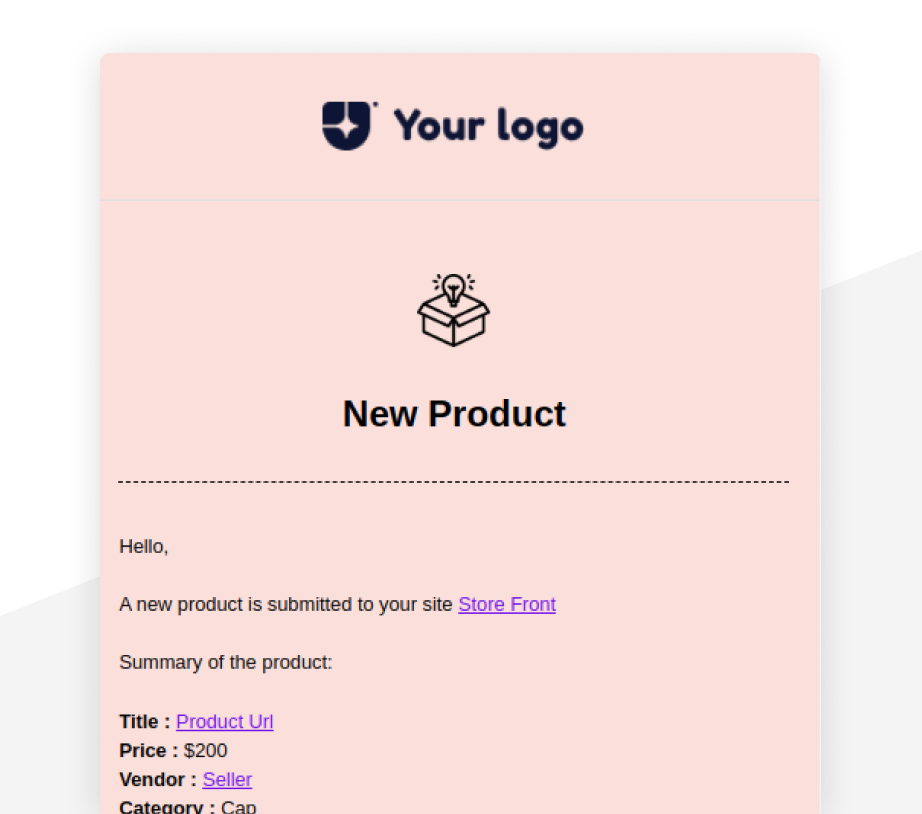 Your logo
New Product
Hello,
A new product is submitted to your site Store Front
Summary of the product:
Title : Product Url
Price : $200
Vendor : Seller
Category : Cap